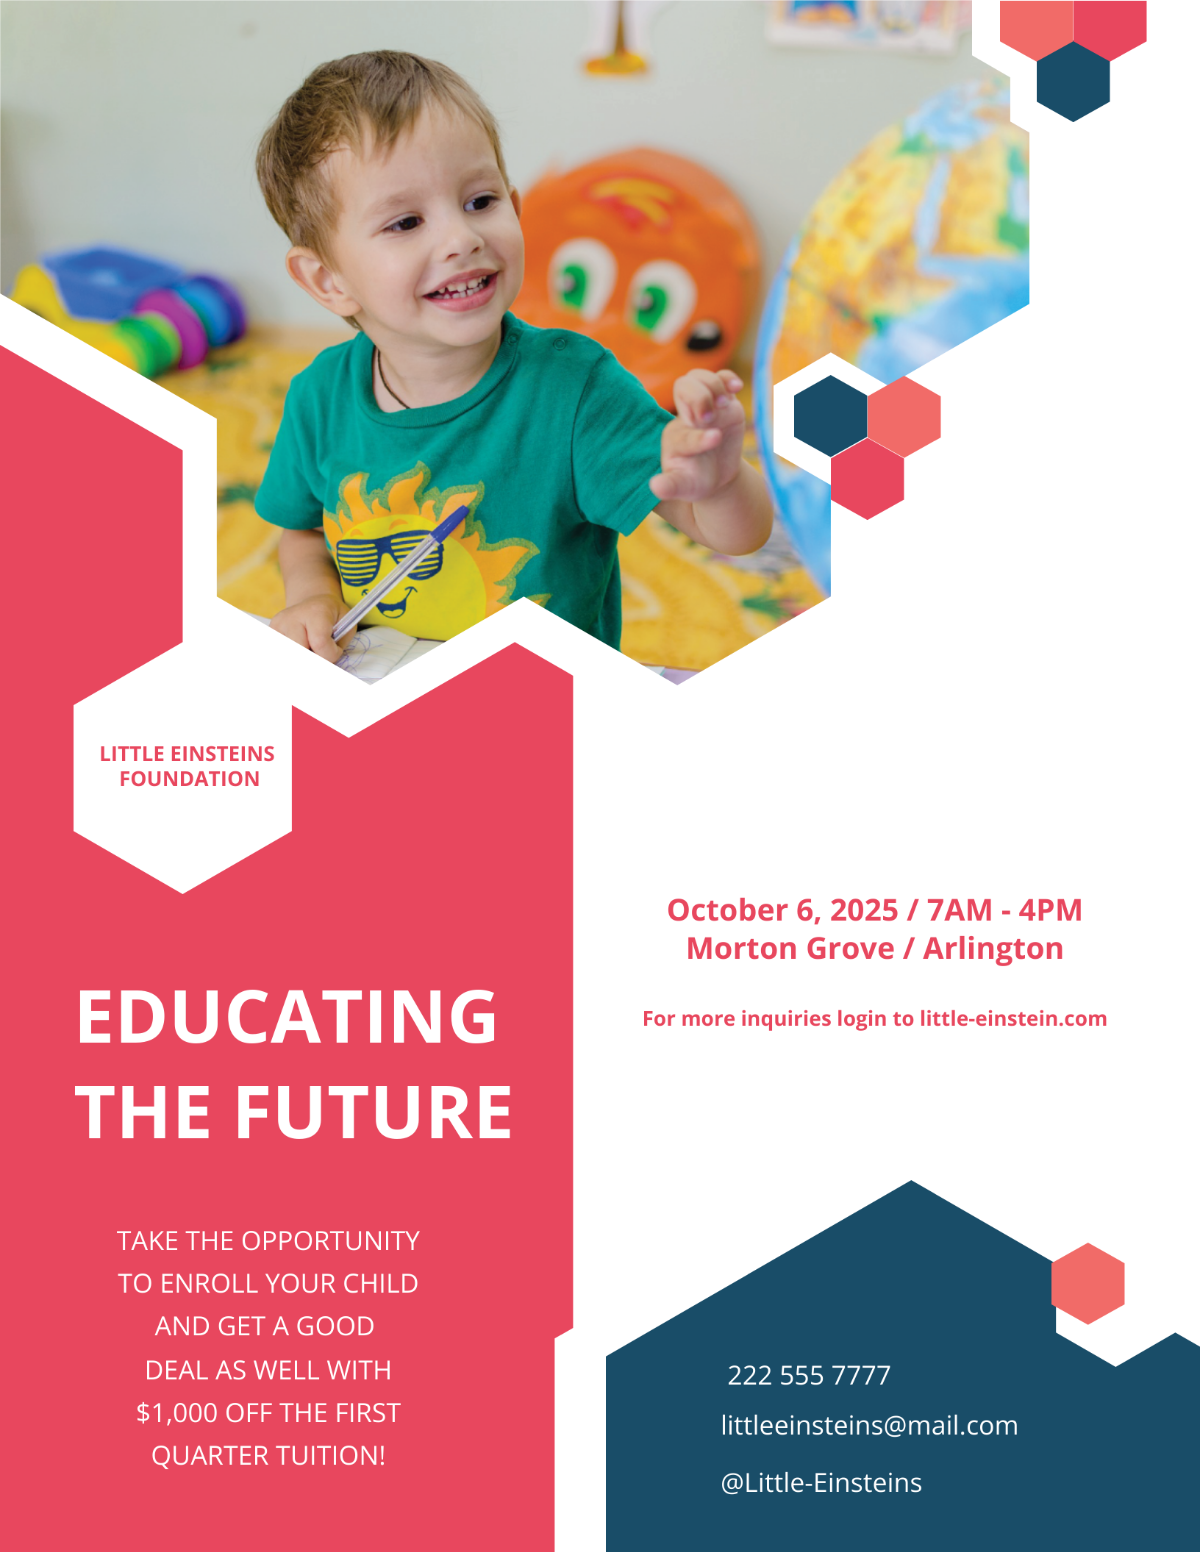 LITTLE EINSTEINS
FOUNDATION
EDUCATING
THE FUTURE
TAKE THE OPPORTUNITY
TO ENROLL YOUR CHILD
AND GET A GOOD
DEAL AS WELL WITH
$1,000 OFF THE FIRST
QUARTER TUITION!
October 6, 2025 / 7AM - 4PM
Morton Grove / Arlington
For more inquiries login to little-einstein.com
222 555 7777
littleeinsteins@mail.com
@Little-Einsteins